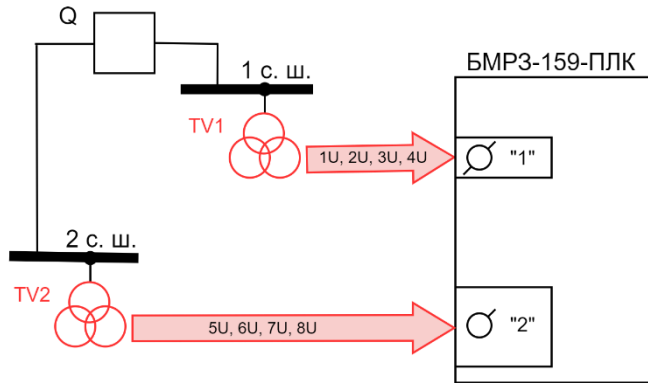 Q
БМРЗ-159-ПЛК
1 с. ш.
TV1
1U, 2U, 3U, 4U
"1"
2 с. ш.
TV2
5U, 6U, 7U, 8U
"2"